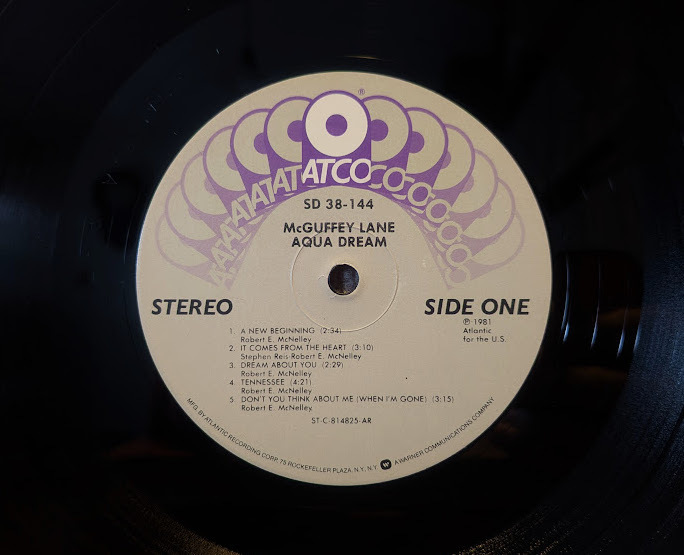 ®
ATCO
SD 38-144
McGUFFEY LANE
AQUA DREAM
STEREO
SIDE ONE
℗ 1981
Atlantic
for the U.S.
1. A NEW BEGINNING (2:34)
Robert E. McNelley
2. IT COMES FROM THE HEART (3:10)
Stephen Reis-Robert E. McNelley
3. DREAM ABOUT YOU (2:29)
Robert E. McNelley
4. TENNESSEE (4:21)
Robert E. McNelley
5. DON'T YOU THINK ABOUT ME (WHEN I'M GONE) (3:15)
Robert E. McNelley
ST-C-814825-AR
MFG. BY ATLANTIC RECORDING CORP. 75 ROCKEFELLER PLAZA, N.Y. N.Y. A WARNER COMMUNICATIONS COMPANY